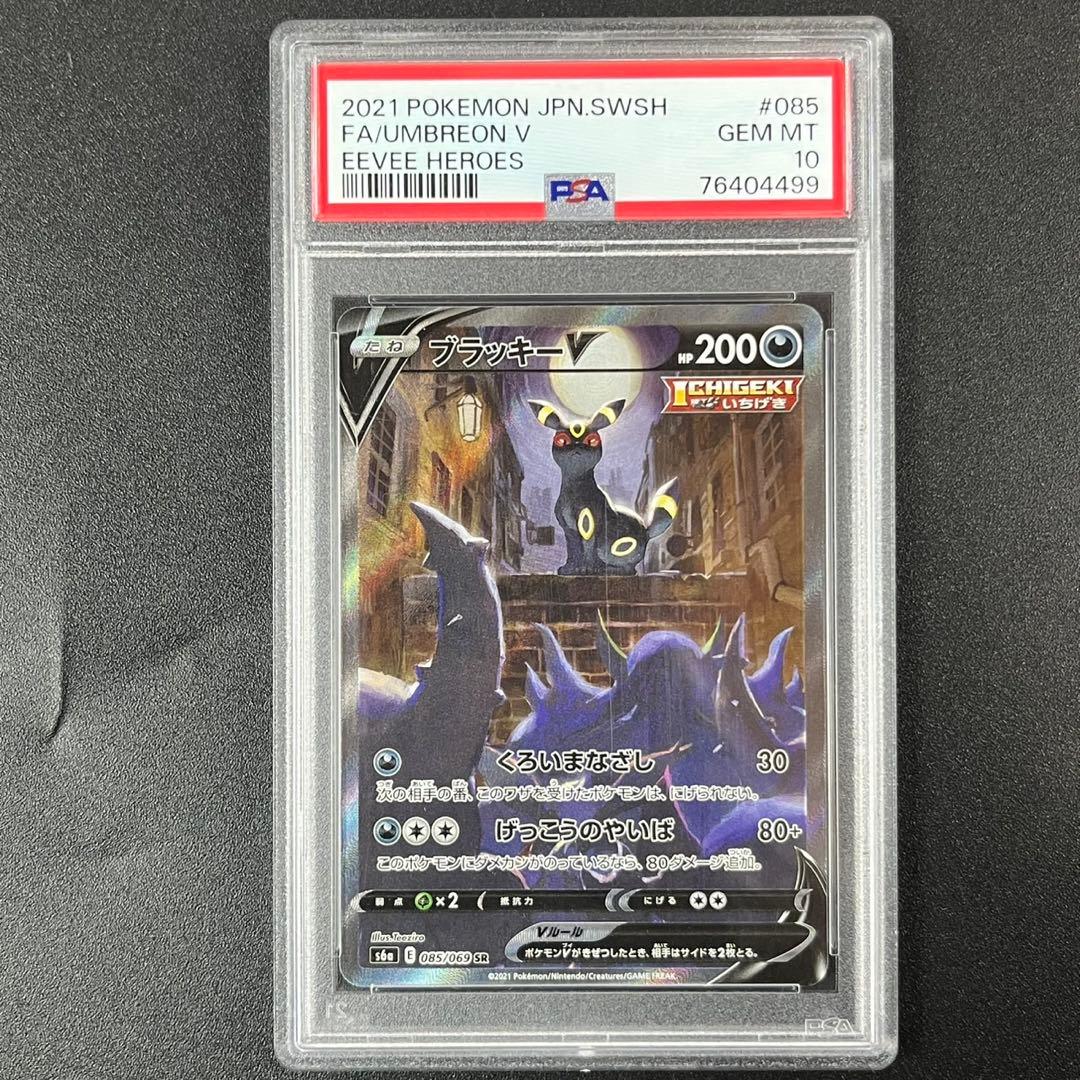 2021 POKEMON JPN.SWSH #085
FA/UMBREON V GEM MT
EEVEE HEROES 10
PSA 76404499
たね ブラッキーV HP 200
ICHIGEKI
いちげき
くろいまなざし 30
次の相手の番、このワザを受けたポケモンは、にげられない。
げっこうのやいば 80+
このポケモンにダメカンがのっているなら、80ダメージ追加。
弱点 ×2 抵抗力 にげる
Illus. Teeziro
Vルール
ポケモンVがきぜつしたとき、相手はサイドを2枚とる。
s6a E 085/069 SR
©2021 Pokémon/Nintendo/Creatures/GAME FREAK.
PSA